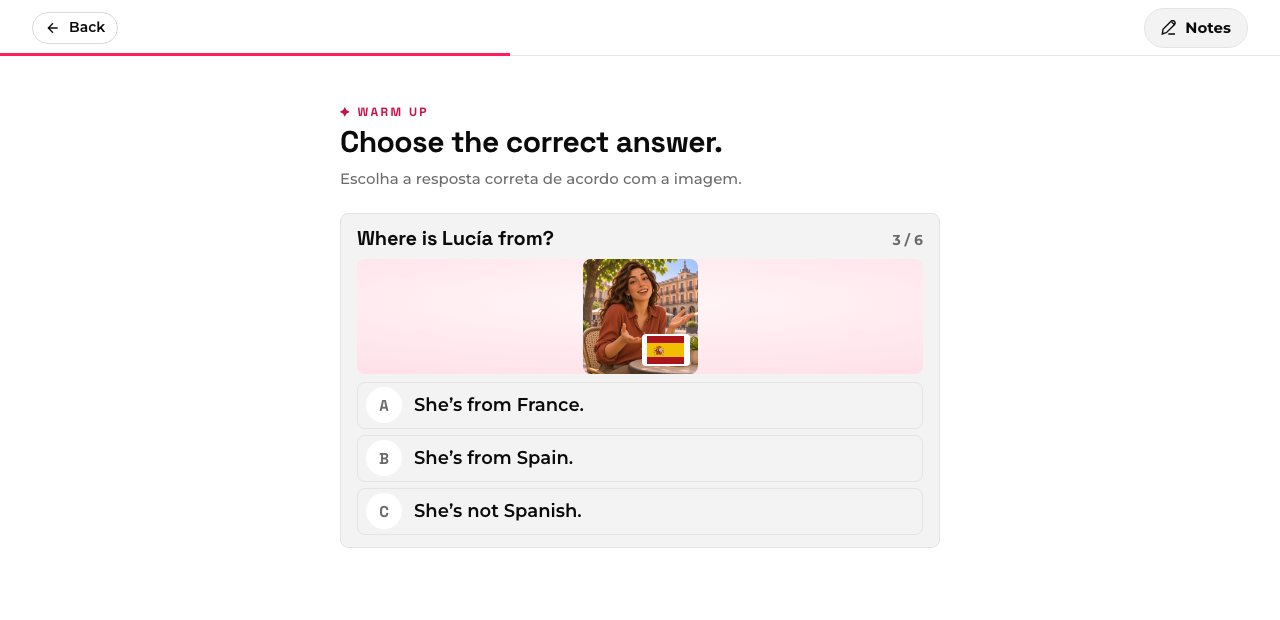 Back
Notes
WARM UP
Choose the correct answer.
Escolha a resposta correta de acordo com a imagem.
Where is Lucía from?
3 / 6
A
She’s from France.
B
She’s from Spain.
C
She’s not Spanish.